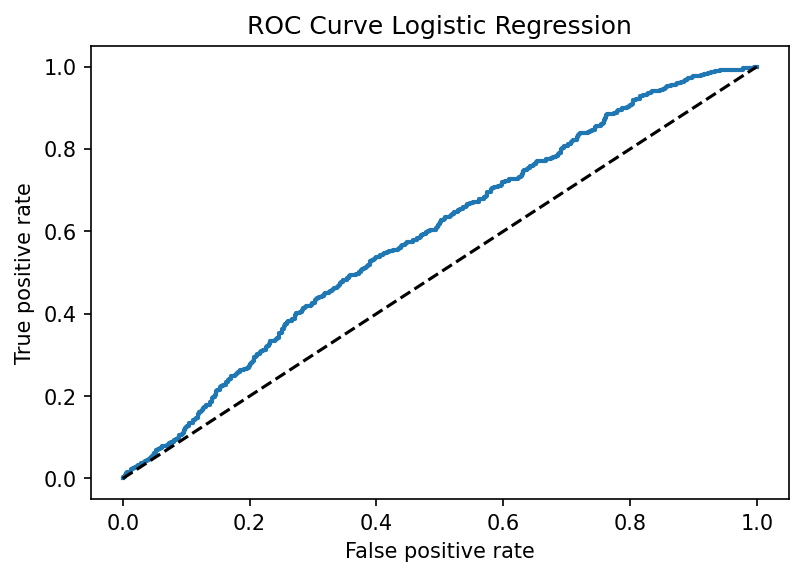 ROC Curve Logistic Regression
1.0
0.8
0.6
0.4
0.2
0.0
True positive rate
0.0 0.2 0.4 0.6 0.8 1.0
False positive rate